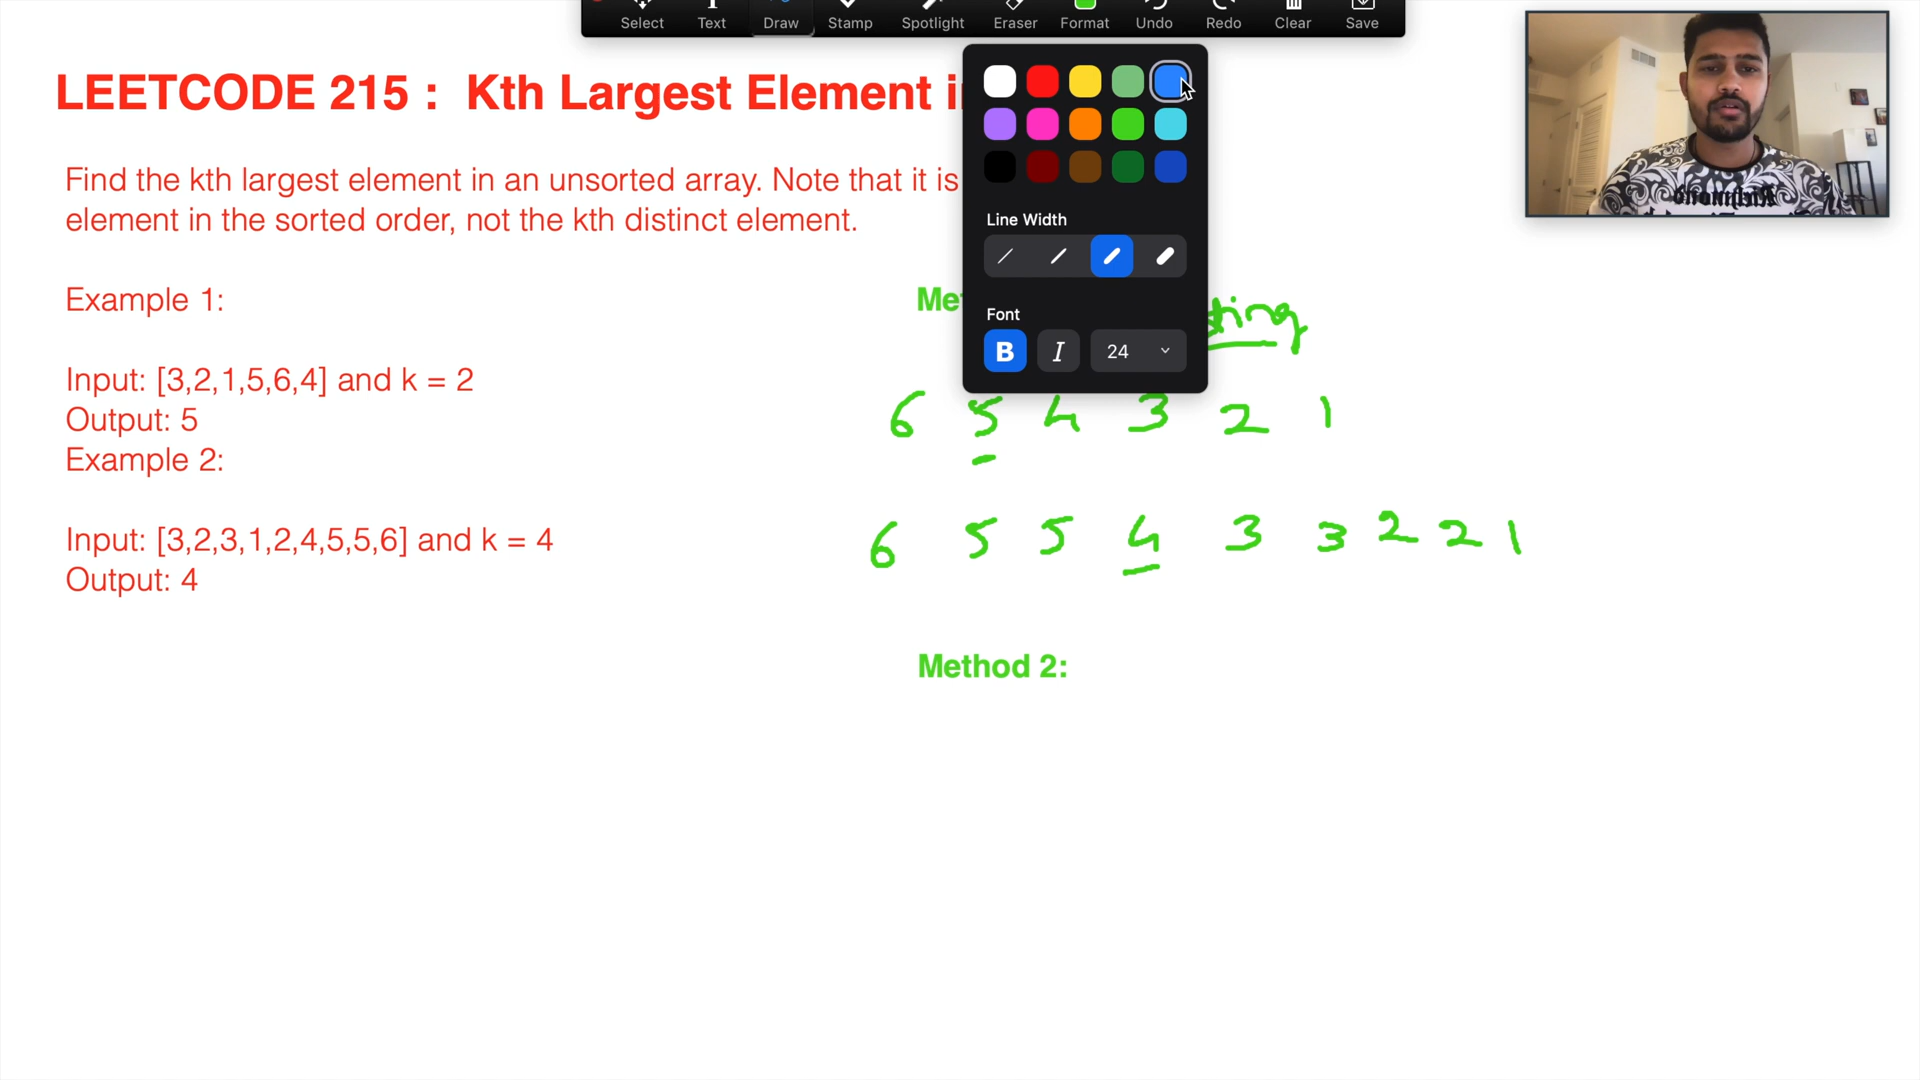 Select Text Draw Stamp Spotlight Eraser Format Undo Redo Clear Save
LEETCODE 215 : Kth Largest Element
Find the kth largest element in an unsorted array. Note that it is
element in the sorted order, not the kth distinct element.
Line Width
Example 1:
Font
B I 24
Input: [3,2,1,5,6,4] and k = 2
Output: 5
6 5 4 3 2 1
Example 2:
Input: [3,2,3,1,2,4,5,5,6] and k = 4
6 5 5 4 3 3 2 2 1
Output: 4
Method 2: